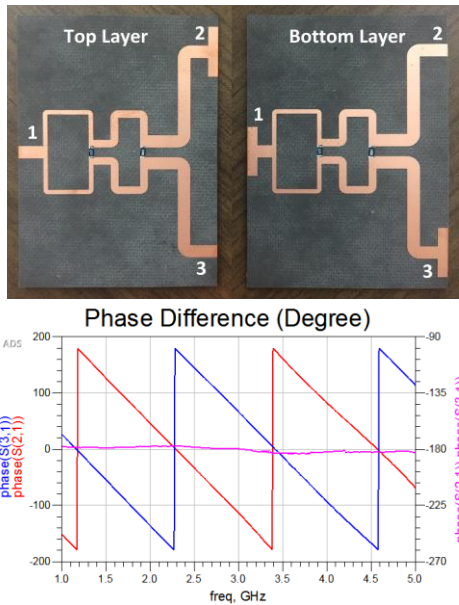 Top Layer
Bottom Layer
1
2
3
1
2
3
Phase Difference (Degree)
ADS
200
100
0
-100
-200
phase(S(3,1))
phase(S(2,1))
-90
-135
-180
-225
-270
1.0 1.5 2.0 2.5 3.0 3.5 4.0 4.5 5.0
freq, GHz